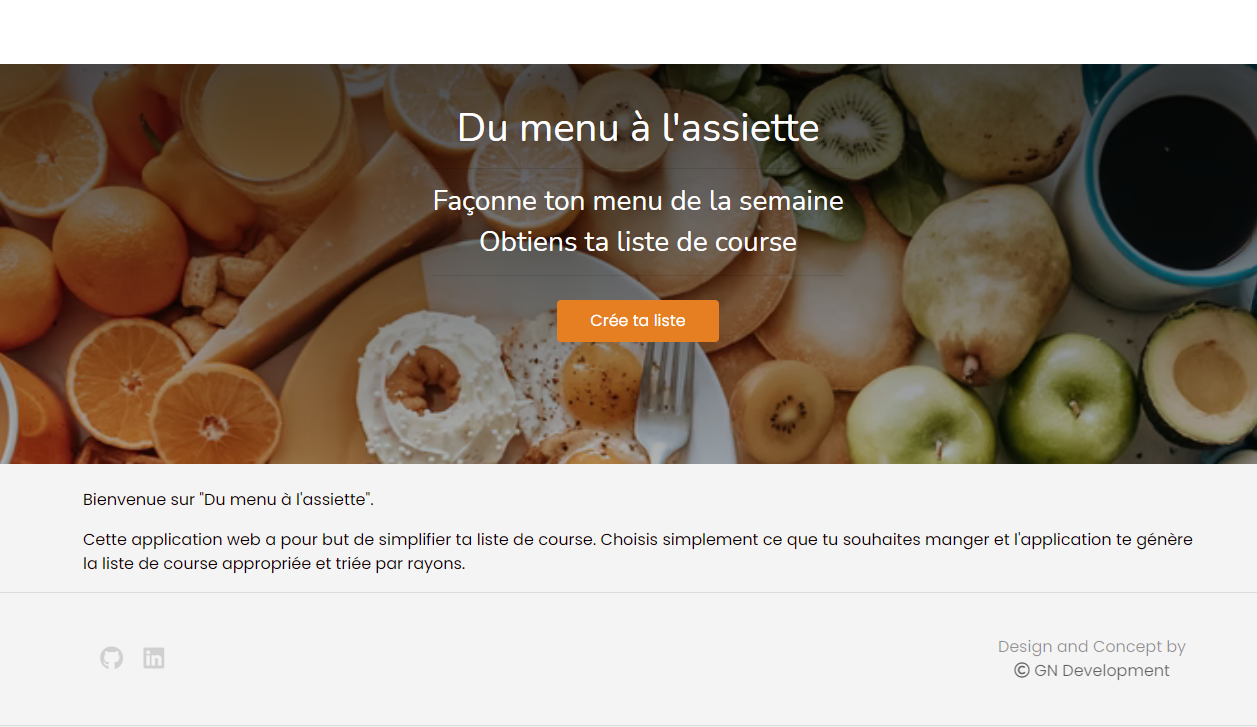 Du menu à l'assiette
Façonne ton menu de la semaine
Obtiens ta liste de course
Crée ta liste
Bienvenue sur "Du menu à l'assiette".
Cette application web a pour but de simplifier ta liste de course. Choisis simplement ce que tu souhaites manger et l'application te génère
la liste de course appropriée et triée par rayons.
Design and Concept by
© GN Development